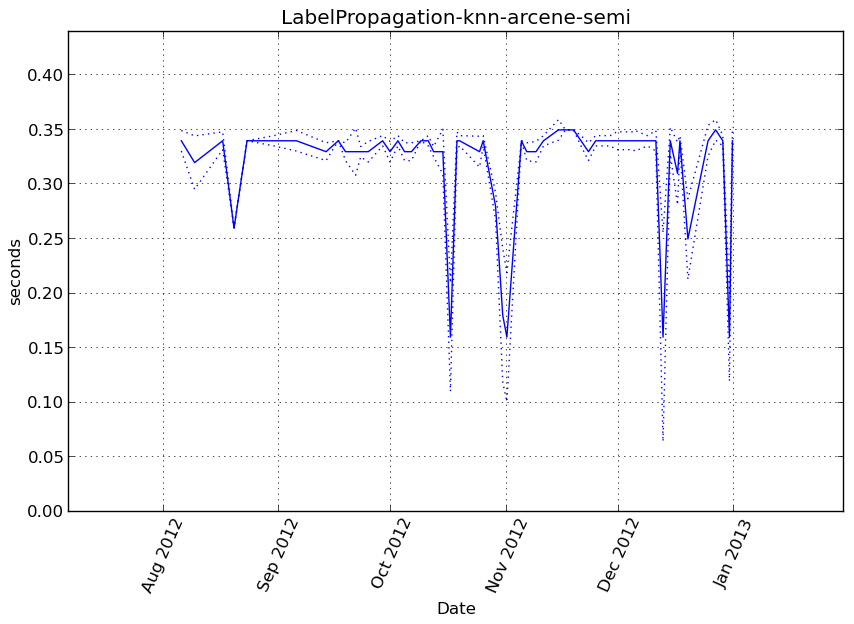 LabelPropagation-knn-arcene-semi
0.40
0.35
0.30
0.25
0.20
0.15
0.10
0.05
0.00
seconds
Aug 2012
Sep 2012
Oct 2012
Nov 2012
Dec 2012
Jan 2013
Date